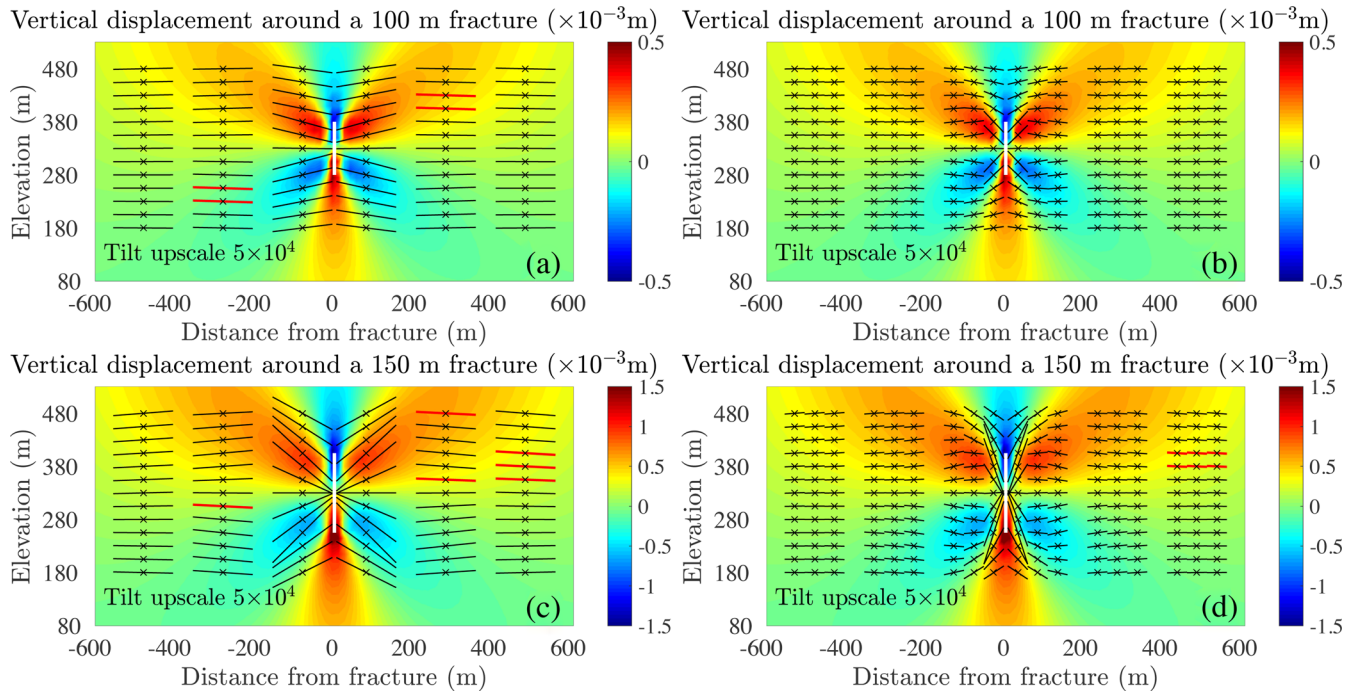 Vertical displacement around a 100 m fracture (×10⁻³m)
Elevation (m)
480
380
280
180
80
Tilt upscale 5×10⁴
(a)
0.5
0
-0.5
-600 -400 -200 0 200 400 600
Distance from fracture (m)
Vertical displacement around a 100 m fracture (×10⁻³m)
Elevation (m)
480
380
280
180
80
Tilt upscale 5×10⁴
(b)
0.5
0
-0.5
-600 -400 -200 0 200 400 600
Distance from fracture (m)
Vertical displacement around a 150 m fracture (×10⁻³m)
Elevation (m)
480
380
280
180
80
Tilt upscale 5×10⁴
(c)
1.5
1
0.5
0
-0.5
-1
-1.5
-600 -400 -200 0 200 400 600
Distance from fracture (m)
Vertical displacement around a 150 m fracture (×10⁻³m)
Elevation (m)
480
380
280
180
80
Tilt upscale 5×10⁴
(d)
1.5
1
0.5
0
-0.5
-1
-1.5
-600 -400 -200 0 200 400 600
Distance from fracture (m)